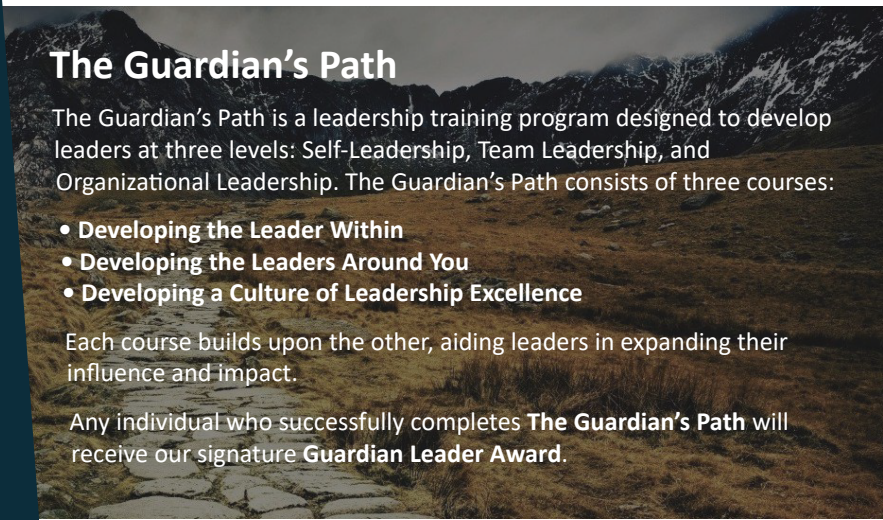 The Guardian’s Path
The Guardian’s Path is a leadership training program designed to develop
leaders at three levels: Self-Leadership, Team Leadership, and
Organizational Leadership. The Guardian’s Path consists of three courses:
• Developing the Leader Within
• Developing the Leaders Around You
• Developing a Culture of Leadership Excellence
Each course builds upon the other, aiding leaders in expanding their
influence and impact.
Any individual who successfully completes The Guardian’s Path will
receive our signature Guardian Leader Award.